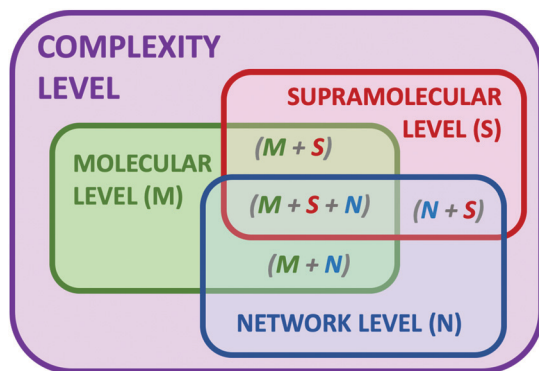 COMPLEXITY
LEVEL
SUPRAMOLECULAR
LEVEL (S)
(M + S)
MOLECULAR
LEVEL (M)
(M + S + N)
(N + S)
(M + N)
NETWORK LEVEL (N)